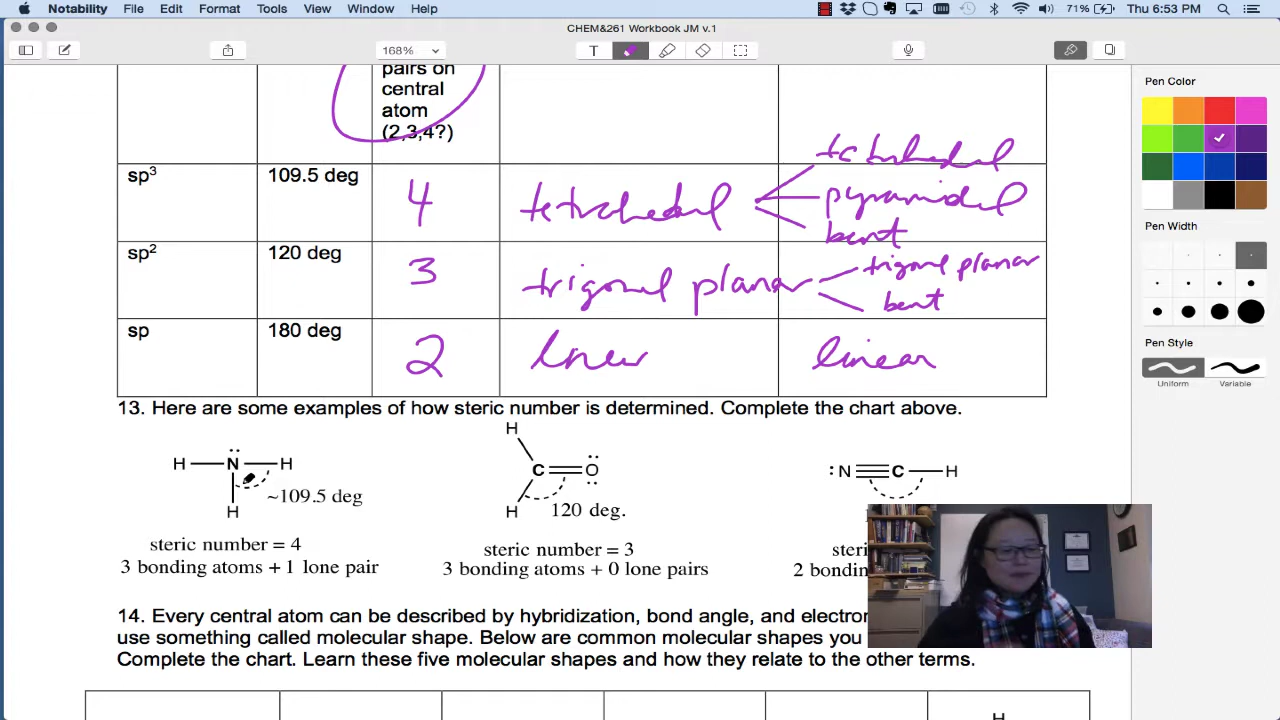 Notability File Edit Format Tools View Window Help 71% Thu 6:53 PM
CHEM&261 Workbook JM v.1
168%
T
Pen Color
Pen Width
Pen Style
Uniform Variable
pairs on
central
atom
(2,3,4?)
sp³ 109.5 deg 4 tetrahedral tetrahedral
pyramidal
bent
sp² 120 deg 3 trigonal planar trigonal planar
bent
sp 180 deg 2 linear linear
13. Here are some examples of how steric number is determined. Complete the chart above.
H N H
H
~109.5 deg
steric number = 4
3 bonding atoms + 1 lone pair
H
C O
H
120 deg.
steric number = 3
3 bonding atoms + 0 lone pairs
:N C H
steri
2 bondin
14. Every central atom can be described by hybridization, bond angle, and electron
use something called molecular shape. Below are common molecular shapes you
Complete the chart. Learn these five molecular shapes and how they relate to the other terms.
H